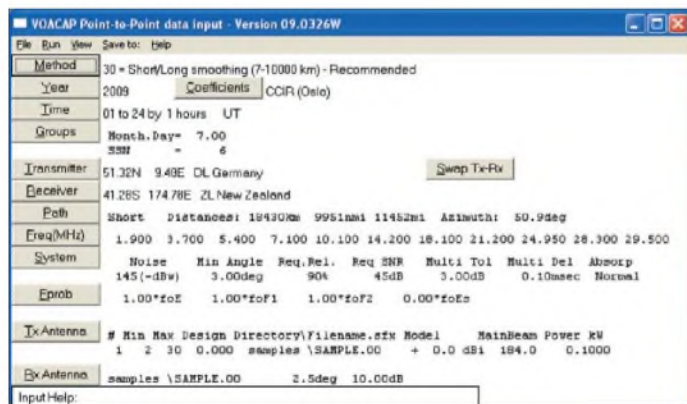 VOACAP Point-to-Point data input - Version 09.0326W
File Run View Save to: Help
Method 30 = Short/Long smoothing (7-10000 km) - Recommended
Year 2009 Coefficients CCIR (Oslo)
Time 01 to 24 by 1 hours UT
Groups Month.Day= 7.00
SSN = 6
Transmitter 51.32N 9.48E DL Germany Swap Tx-Rx
Receiver 41.28S 174.78E ZL New Zealand
Path Short Distances: 18430km 9951nmi 11452mi Azimuth: 50.9deg
Freq(MHz) 1.900 3.700 5.400 7.100 10.100 14.200 18.100 21.200 24.950 28.300 29.500
System Noise Min Angle Req.Rel. Req SNR Multi Tol Multi Del Absorp
145(-dBw) 3.00deg 90% 45dB 3.00dB 0.10msec Normal
Fprob 1.00*foE 1.00*foF1 1.00*foF2 0.00*foEs
Tx Antenna # Min Max Design Directory\Filename.sfx Model MainBeam Power kW
1 2 30 0.000 samples \SAMPLE.00 + 0.0 dBi 184.0 0.1000
Rx Antenna samples \SAMPLE.00 2.5deg 10.00dB
Input Help: